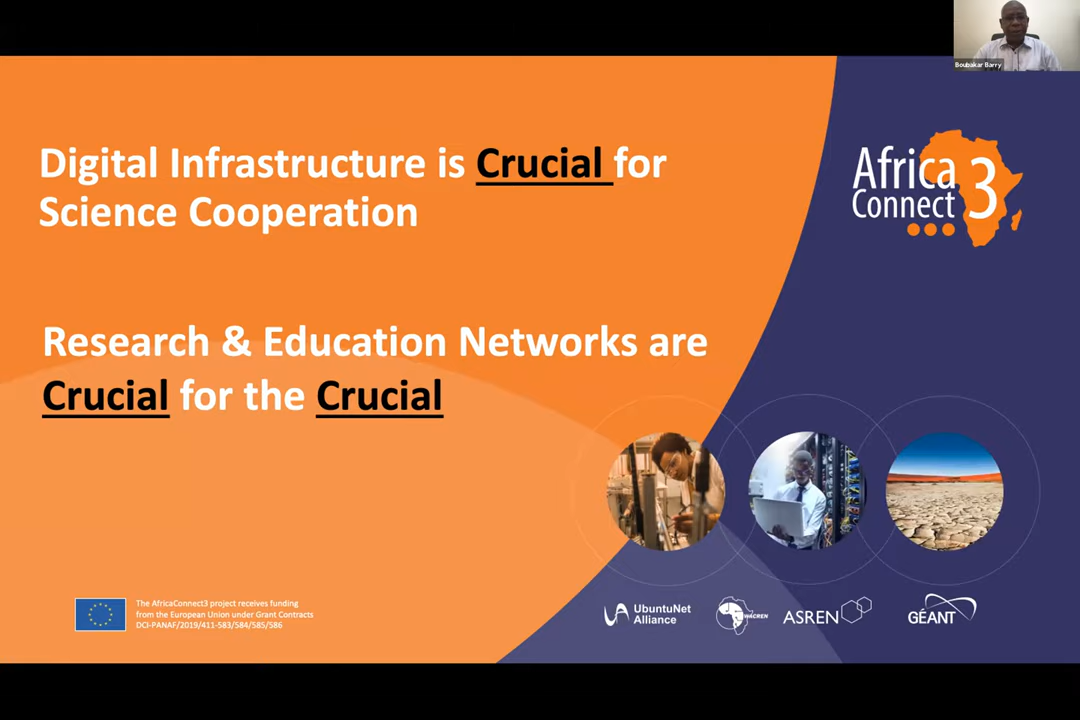 Boubakar Barry
Digital Infrastructure is Crucial for
Science Cooperation
Africa
Connect 3
Research & Education Networks are
Crucial for the Crucial
The AfricaConnect3 project receives funding
from the European Union under Grant Contracts
DCI-PANAF/2019/411-583/584/585/586
UbuntuNet
Alliance
WACREN
ASREN
GÉANT